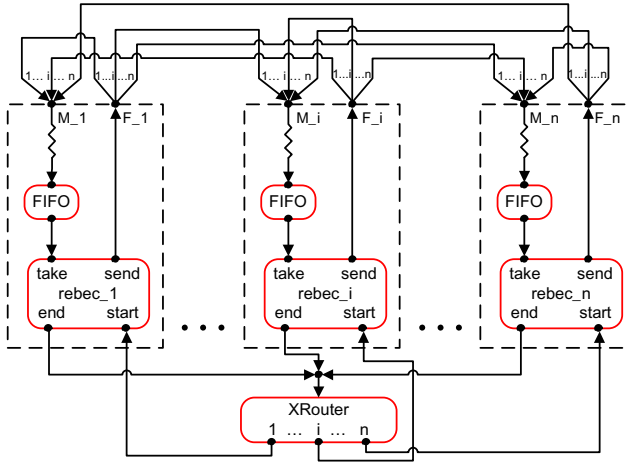 1... i... n 1...i...n 1... i... n 1...i...n 1... i... n 1...i...n
M_1 F_1 M_i F_i M_n F_n
FIFO FIFO FIFO
take send take send take send
rebec_1 rebec_i rebec_n
end start end start end start
XRouter
1 ... i ... n